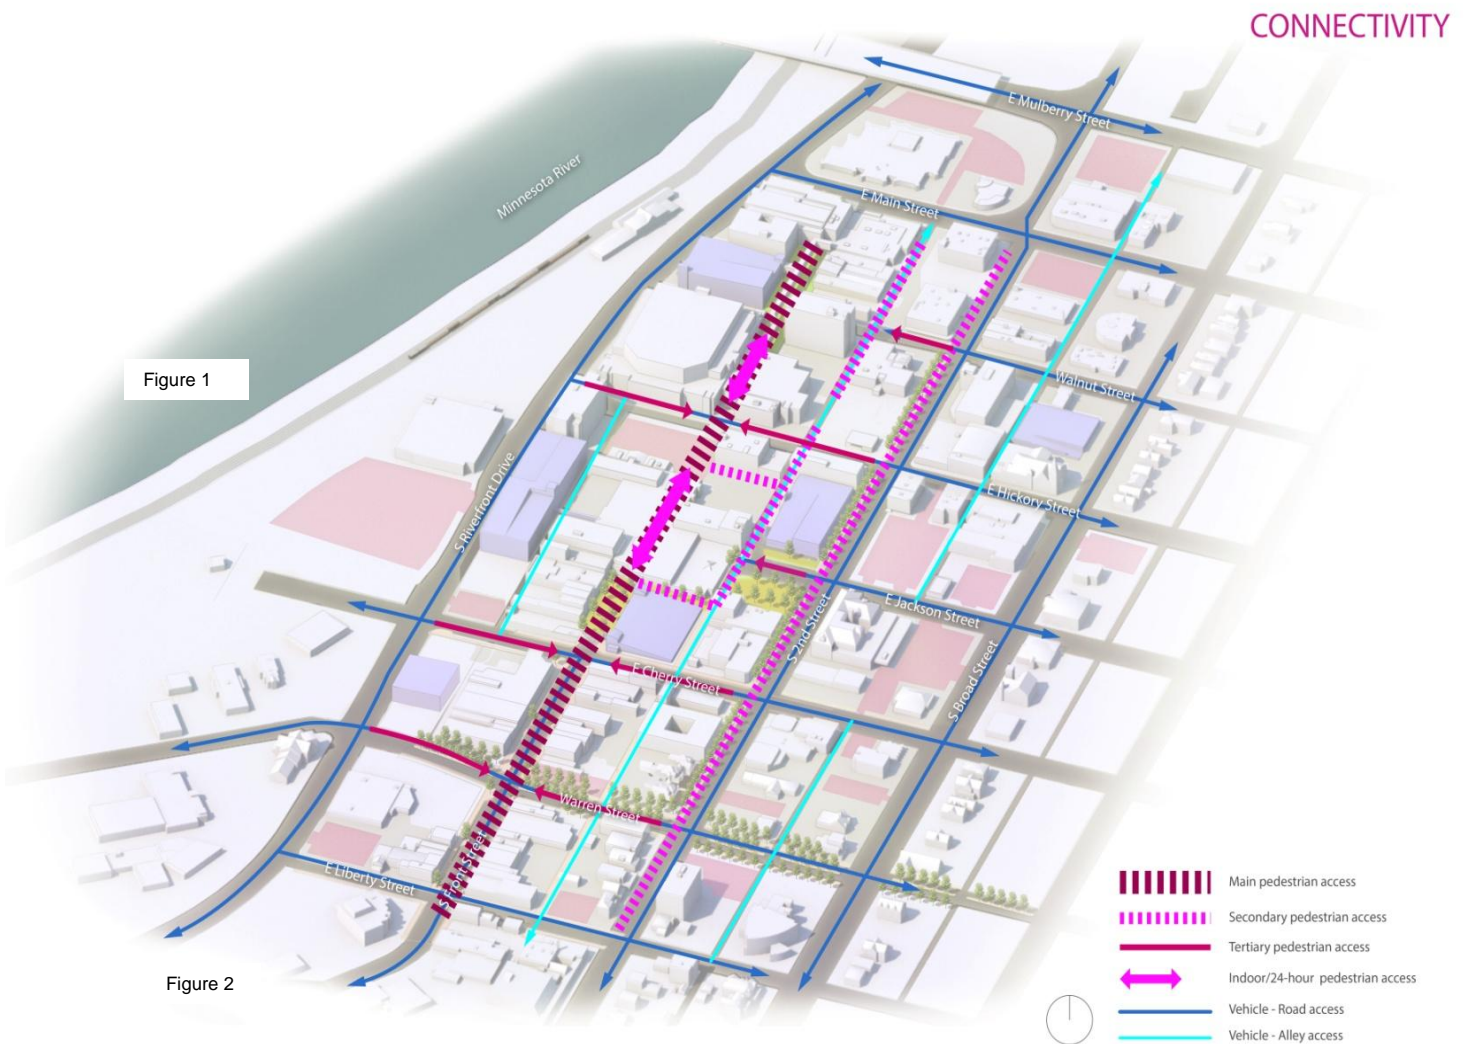 CONNECTIVITY
E Mulberry Street
Minnesota River
E Main Street
Figure 1
Walnut Street
S Riverfront Drive
E Hickory Street
E Jackson Street
S 2nd Street
E Cherry Street
S Broad Street
Warren Street
S Front Street
E Liberty Street
Figure 2
Main pedestrian access
Secondary pedestrian access
Tertiary pedestrian access
Indoor/24-hour pedestrian access
Vehicle - Road access
Vehicle - Alley access